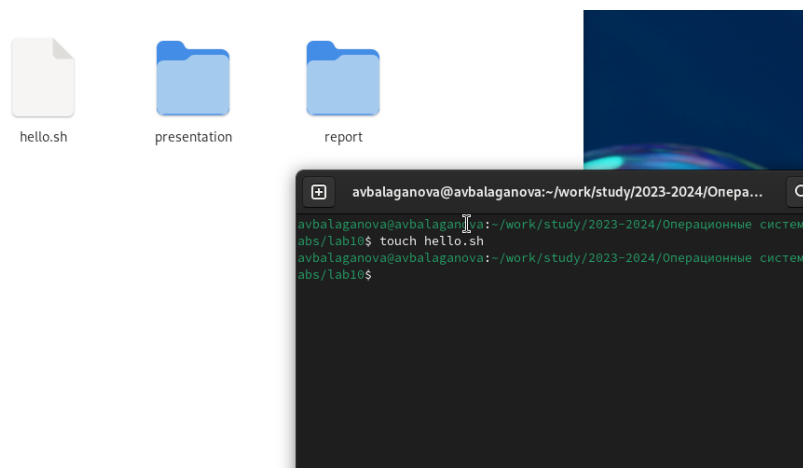 hello.sh
presentation
report
avbalaganova@avbalaganova:~/work/study/2023-2024/Опера...
avbalaganova@avbalaganova:~/work/study/2023-2024/Операционные систем
abs/lab10$ touch hello.sh
avbalaganova@avbalaganova:~/work/study/2023-2024/Операционные систем
abs/lab10$